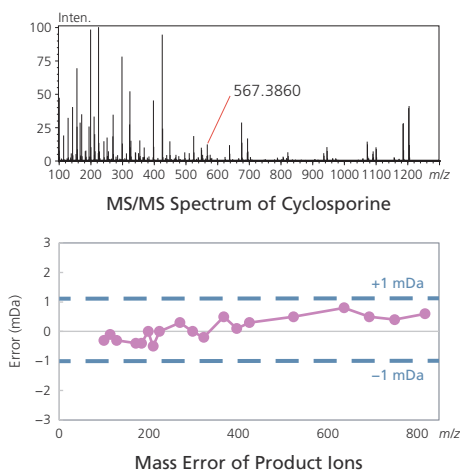 Inten.
100
75
50
25
0
567.3860
100 200 300 400 500 600 700 800 900 1000 1100 1200 m/z
MS/MS Spectrum of Cyclosporine
3
2
1
0
−1
−2
−3
Error (mDa)
+1 mDa
−1 mDa
0 200 400 600 800 m/z
Mass Error of Product Ions